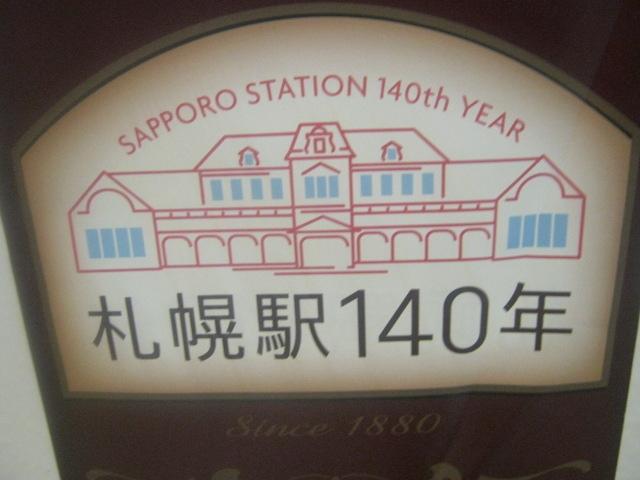 SAPPORO STATION 140th YEAR
札幌駅140年
Since 1880